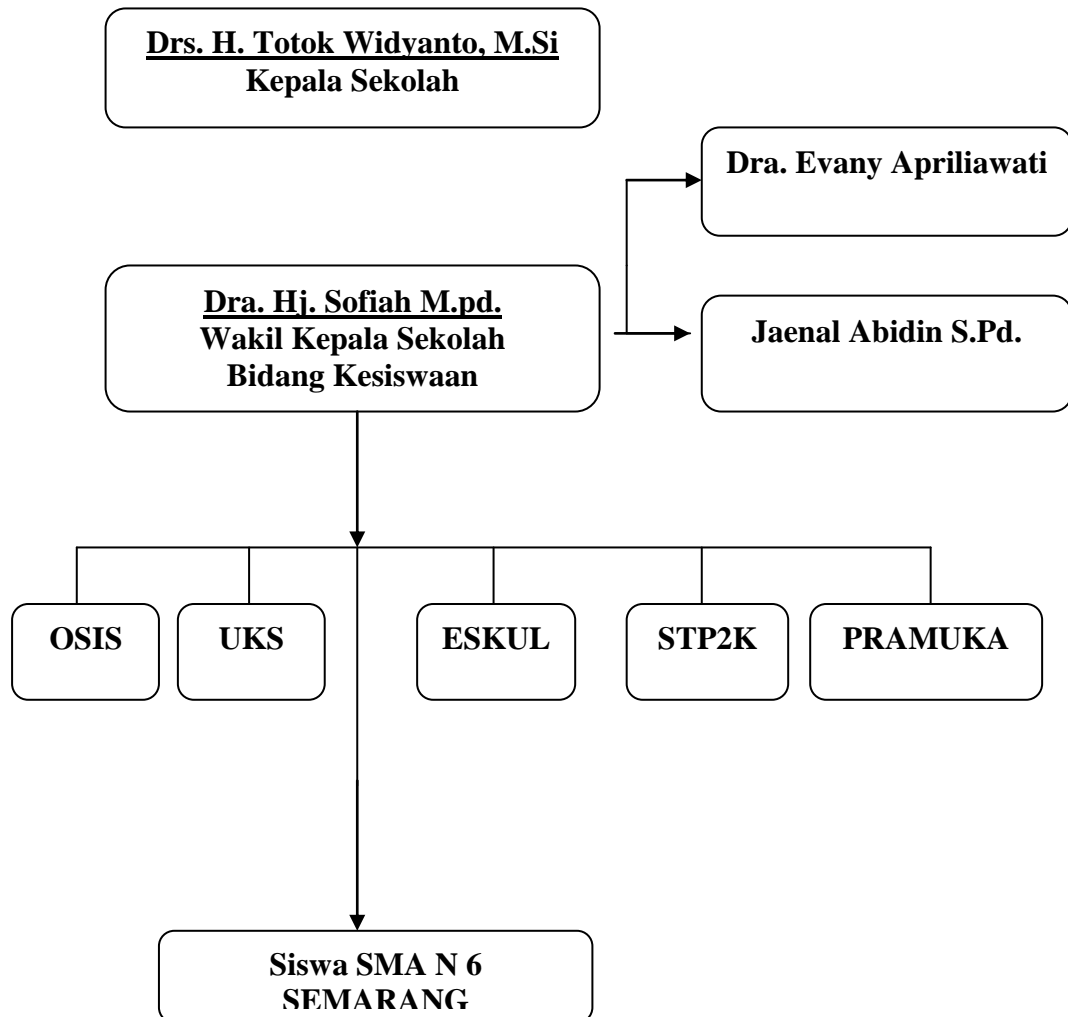 Drs. H. Totok Widyanto, M.Si
Kepala Sekolah
Dra. Evany Apriliawati
Dra. Hj. Sofiah M.pd.
Wakil Kepala Sekolah
Bidang Kesiswaan
Jaenal Abidin S.Pd.
OSIS
UKS
ESKUL
STP2K
PRAMUKA
Siswa SMA N 6
SEMARANG